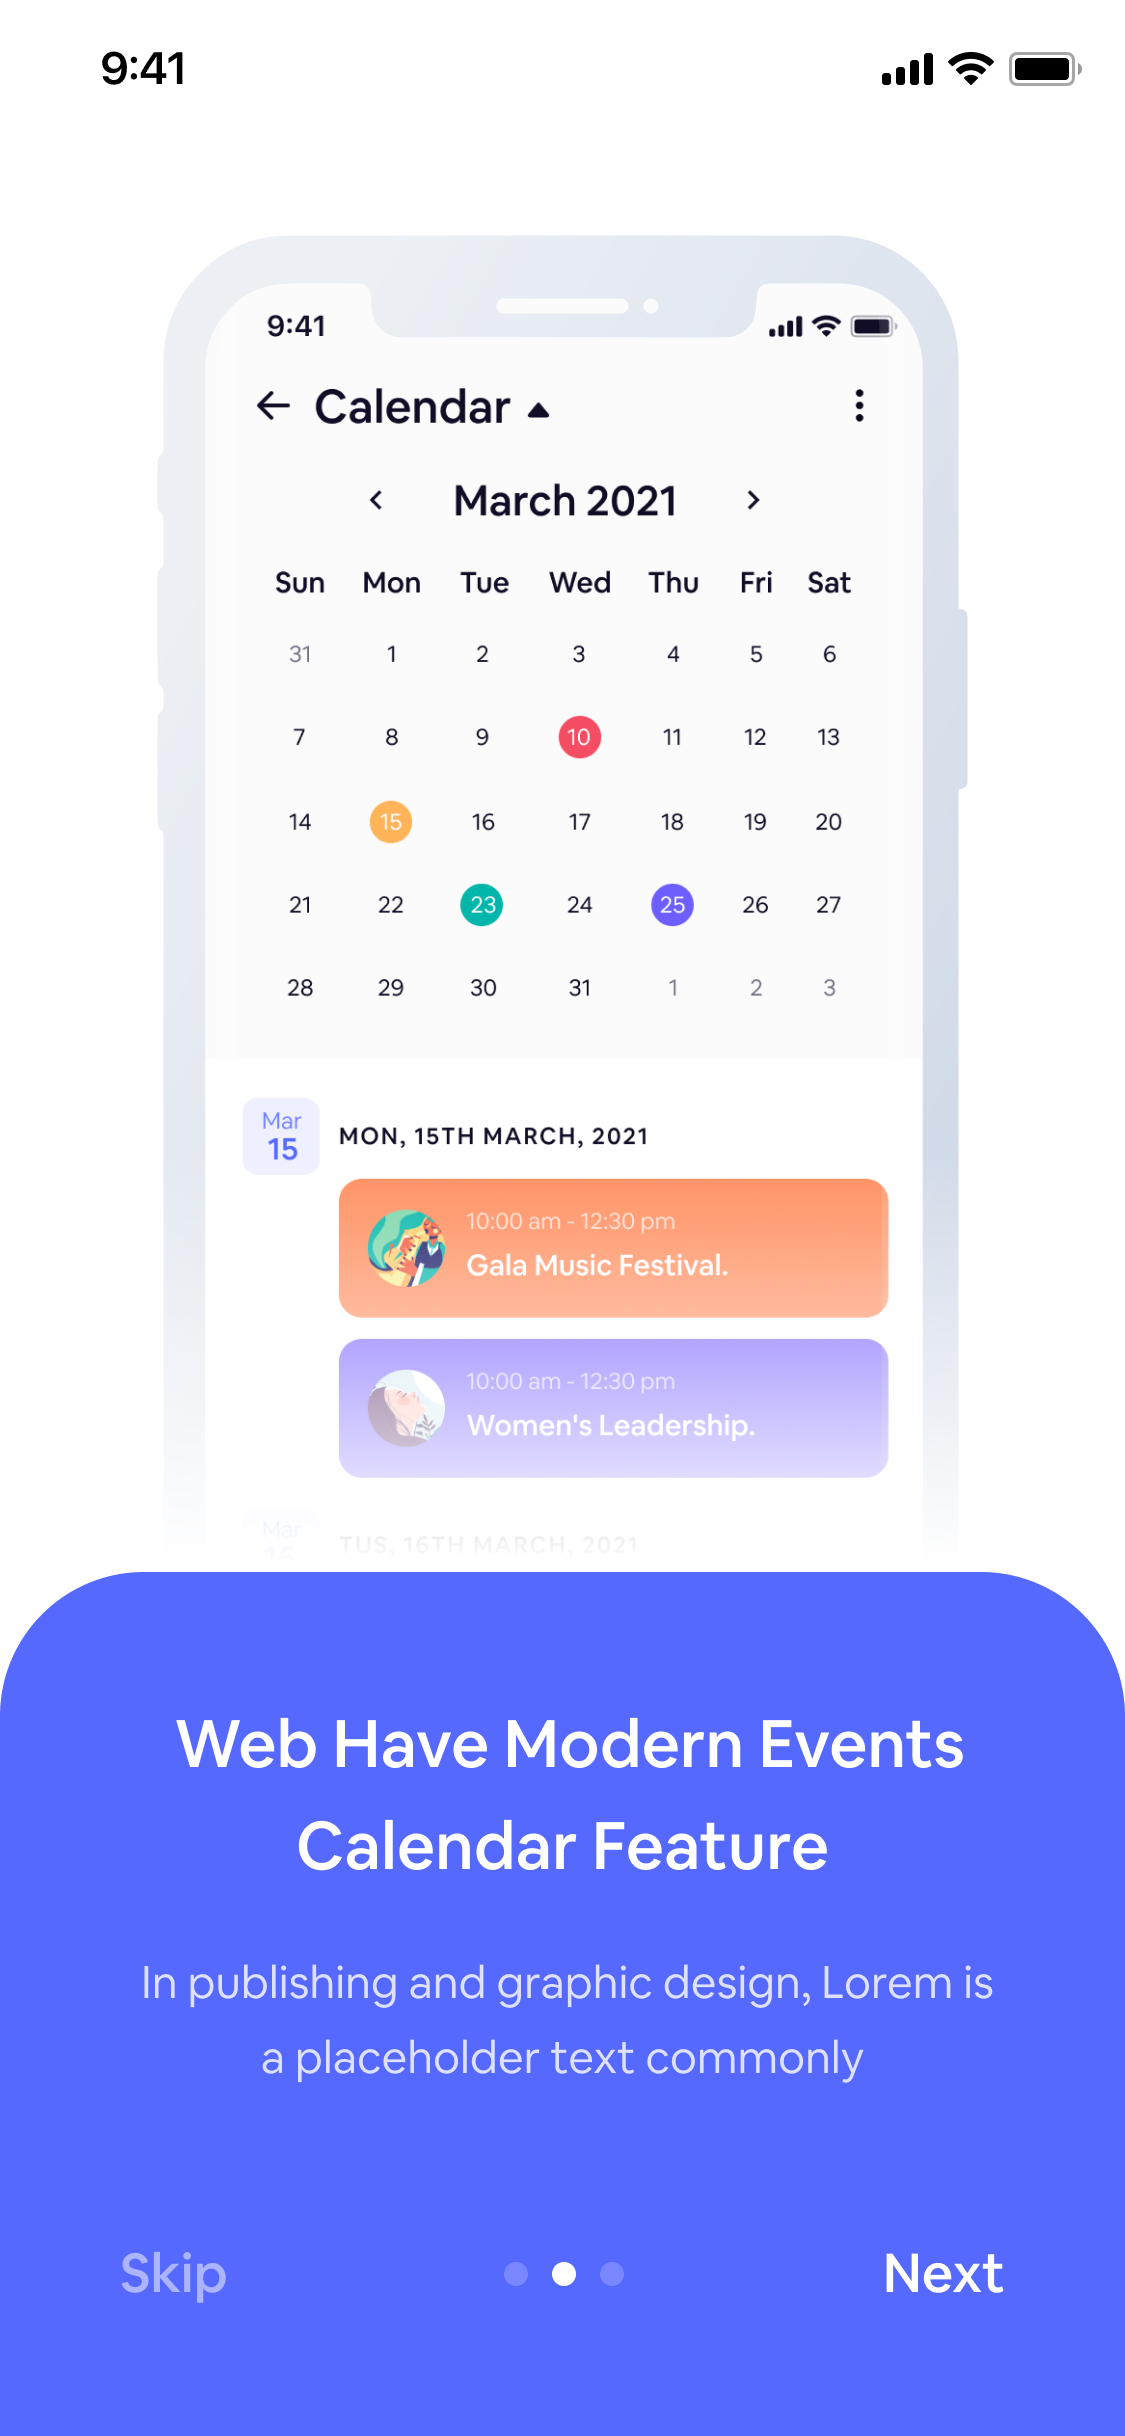 9:41
9:41
Calendar
March 2021
Sun Mon Tue Wed Thu Fri Sat
31 1 2 3 4 5 6
7 8 9 10 11 12 13
14 15 16 17 18 19 20
21 22 23 24 25 26 27
28 29 30 31 1 2 3
Mar
15
MON, 15TH MARCH, 2021
10:00 am - 12:30 pm
Gala Music Festival.
10:00 am - 12:30 pm
Women's Leadership.
Mar
16
TUS, 16TH MARCH, 2021
Web Have Modern Events
Calendar Feature
In publishing and graphic design, Lorem is
a placeholder text commonly
Skip
Next